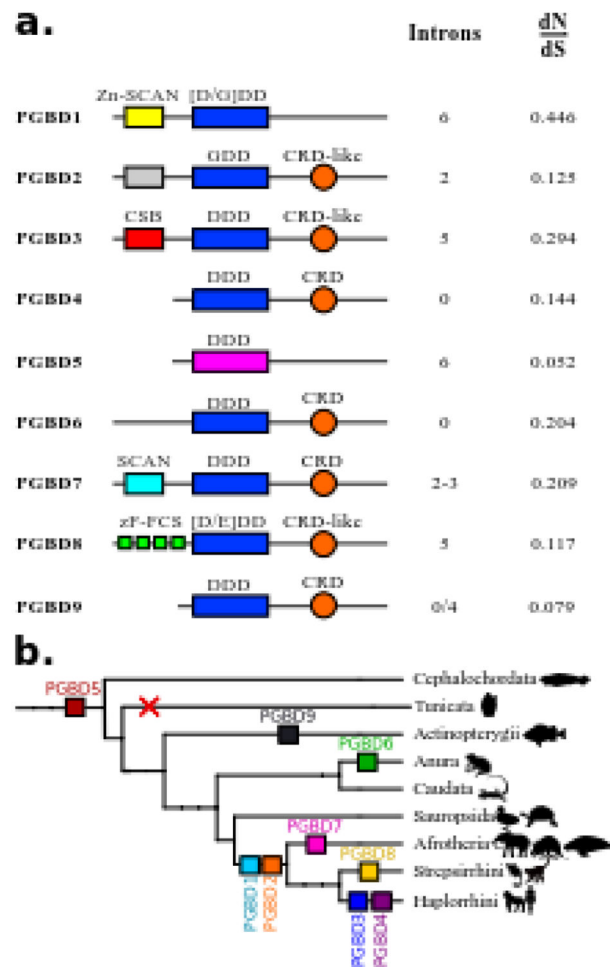 a.
Introns dN/dS
Zn-SCAN [D/G]DD
PGBD1 6 0.446
GDD CRD-like
PGBD2 2 0.125
CSB DDD CRD-like
PGBD3 5 0.294
DDD CRD
PGBD4 0 0.144
DDD
PGBD5 6 0.052
DDD CRD
PGBD6 0 0.204
SCAN DDD CRD
PGBD7 2-3 0.209
zF-FCS [D/E]DD CRD-like
PGBD8 5 0.117
DDD CRD
PGBD9 0/4 0.079
b.
Cephalochordata
PGBD5
Tunicata
PGBD9
Actinopterygii
PGBD6
Anura
Caudata
Sauropsida
PGBD7
Afrotheria
PGBD8
Strepsirrhini
PGBD1
PGBD2
Haplorrhini
PGBD3
PGBD4